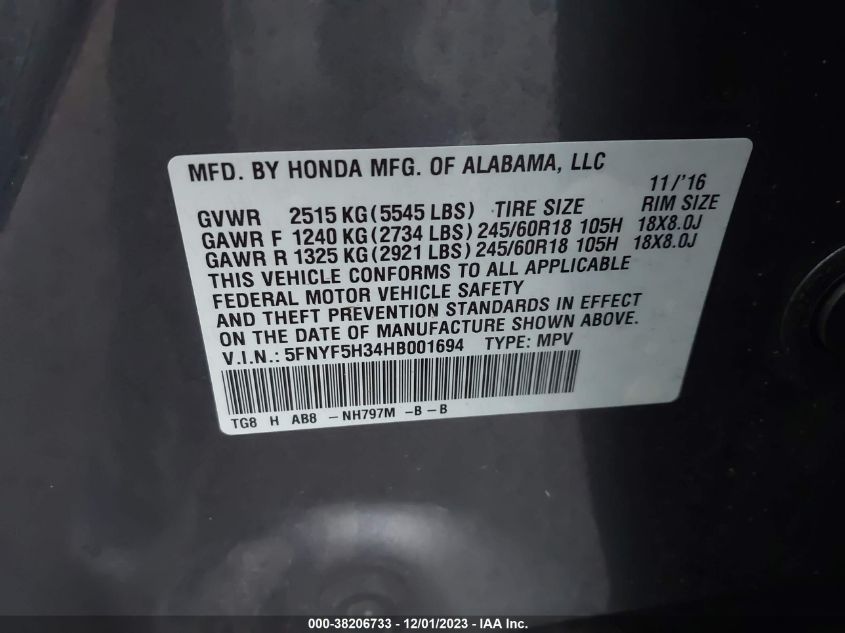 MFD. BY HONDA MFG. OF ALABAMA, LLC
11/'16
GVWR 2515 KG (5545 LBS) TIRE SIZE RIM SIZE
GAWR F 1240 KG (2734 LBS) 245/60R18 105H 18X8.0J
GAWR R 1325 KG (2921 LBS) 245/60R18 105H 18X8.0J
THIS VEHICLE CONFORMS TO ALL APPLICABLE
FEDERAL MOTOR VEHICLE SAFETY
AND THEFT PREVENTION STANDARDS IN EFFECT
ON THE DATE OF MANUFACTURE SHOWN ABOVE.
V.I.N.: 5FNYF5H34HB001694 TYPE: MPV
TG8 H AB8 - NH797M -B - B
000-38206733 - 12/01/2023 - IAA Inc.